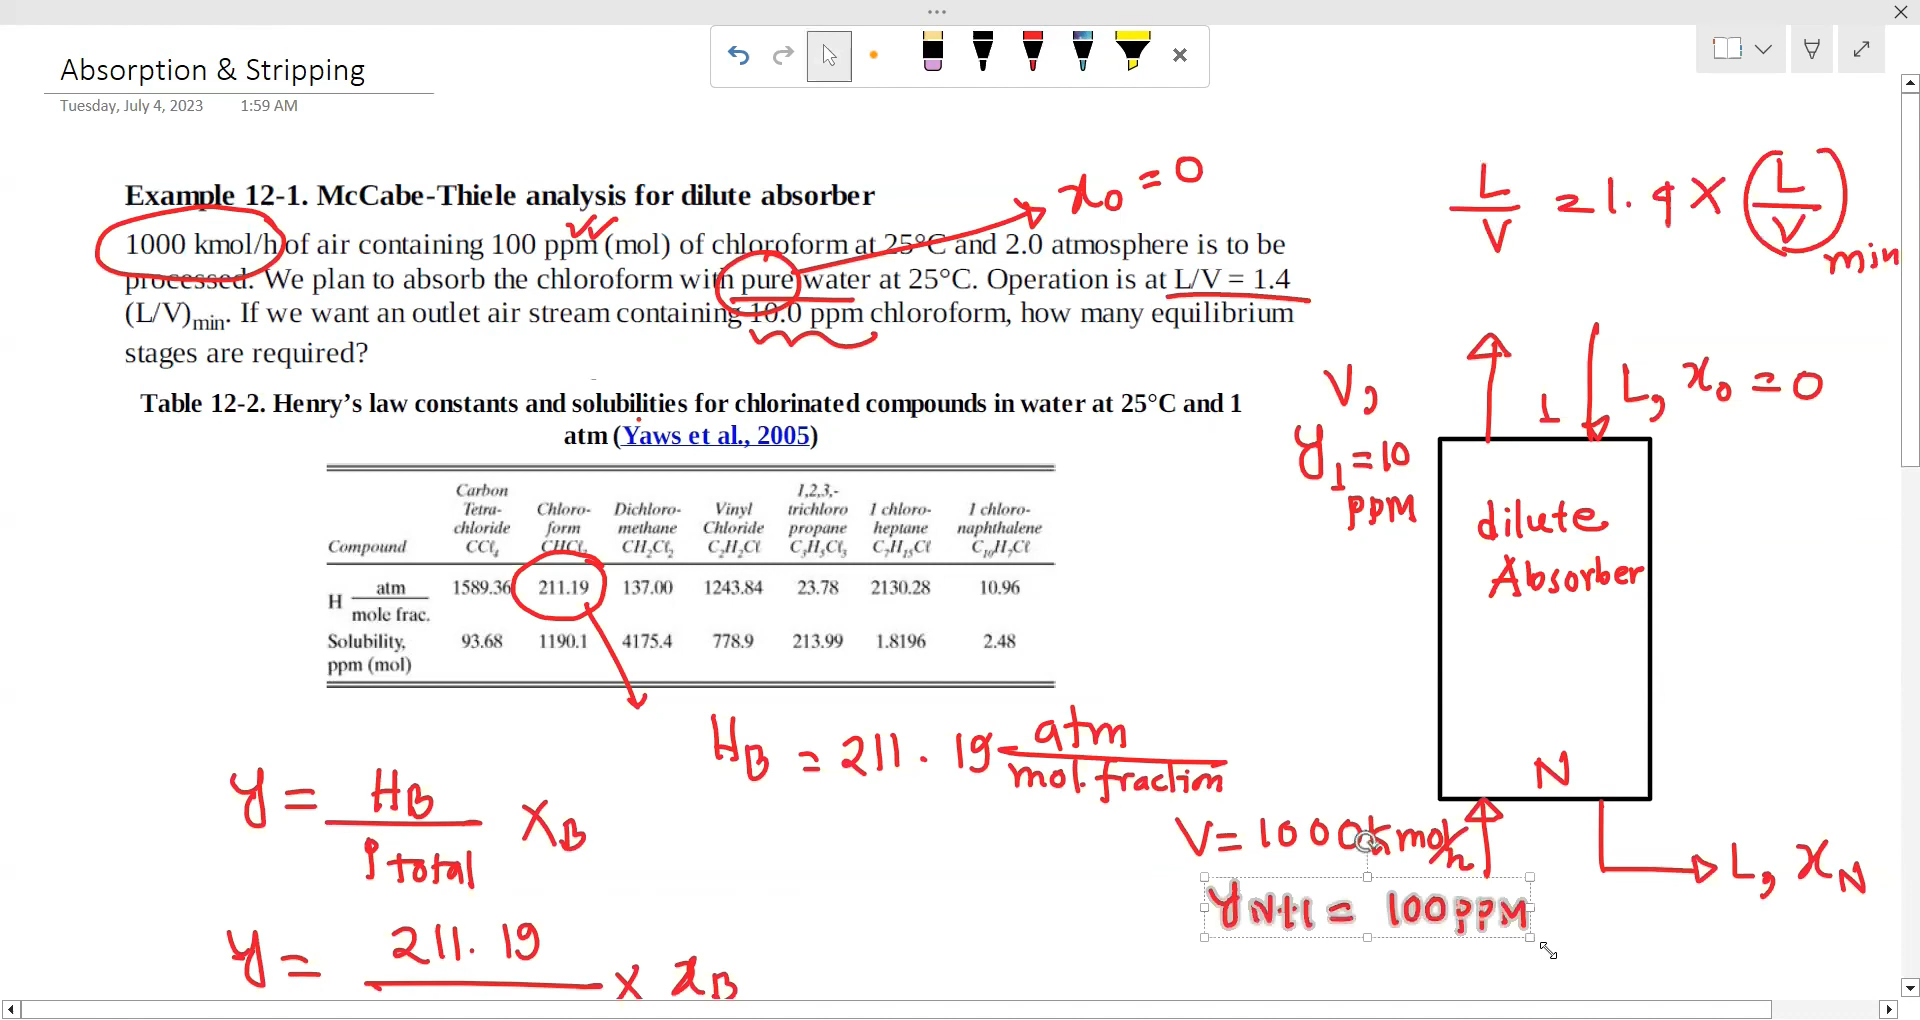 Absorption & Stripping
Tuesday, July 4, 2023 1:59 AM
Example 12-1. McCabe-Thiele analysis for dilute absorber
1000 kmol/h of air containing 100 ppm (mol) of chloroform at 25°C and 2.0 atmosphere is to be
processed. We plan to absorb the chloroform with pure water at 25°C. Operation is at L/V = 1.4
(L/V)min. If we want an outlet air stream containing 10.0 ppm chloroform, how many equilibrium
stages are required?
x0 = 0
L/V = 1.4 × (L/V)min
Table 12-2. Henry's law constants and solubilities for chlorinated compounds in water at 25°C and 1
atm (Yaws et al., 2005)
Compound Carbon Tetra-chloride CCℓ4 Chloro-form CHCℓ3 Dichloro-methane CH2Cℓ2 Vinyl Chloride C2H2Cℓ 1,2,3,-trichloro propane C3H5Cℓ3 1 chloro-heptane C7H15Cℓ 1 chloro-naphthalene C10H7Cℓ
H atm/mole frac. 1589.36 211.19 137.00 1243.84 23.78 2130.28 10.96
Solubility, ppm (mol) 93.68 1190.1 4175.4 778.9 213.99 1.8196 2.48
V,
y1 = 10
ppm
1
L, x0 = 0
dilute
Absorber
N
HB = 211.19 atm/mol.fraction
y = HB/Ptotal xB
V = 1000 kmol/h
L, xN
yN+1 = 100ppm
y = 211.19
× xB